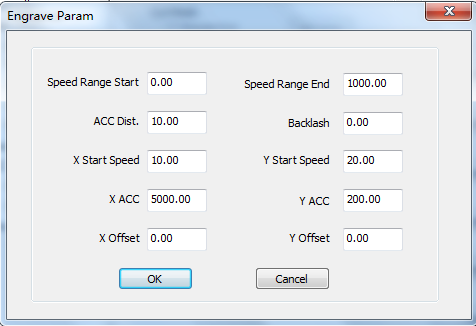 Engrave Param
Speed Range Start 0.00 Speed Range End 1000.00
ACC Dist. 10.00 Backlash 0.00
X Start Speed 10.00 Y Start Speed 20.00
X ACC 5000.00 Y ACC 200.00
X Offset 0.00 Y Offset 0.00
OK Cancel